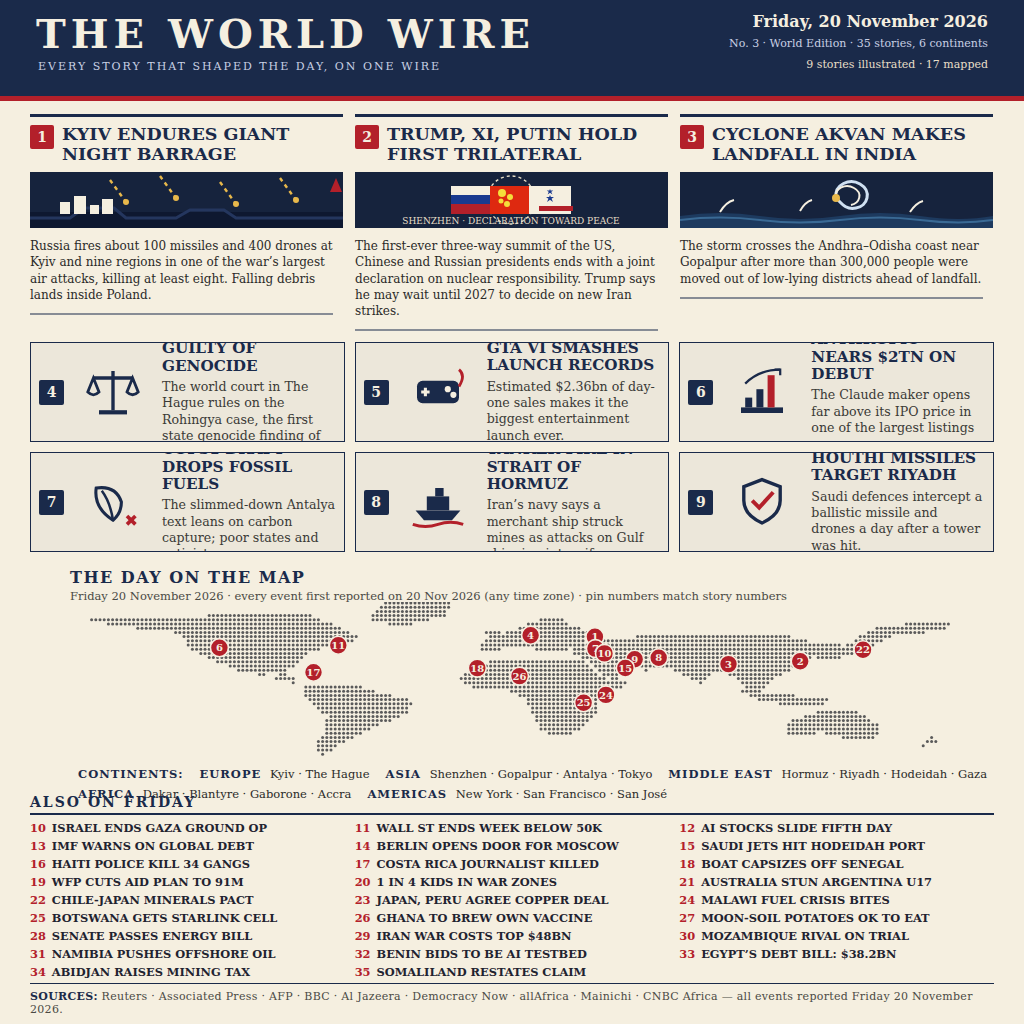 THE WORLD WIRE
EVERY STORY THAT SHAPED THE DAY, ON ONE WIRE
Friday, 20 November 2026
No. 3 · World Edition · 35 stories, 6 continents
9 stories illustrated · 17 mapped
1 KYIV ENDURES GIANT
NIGHT BARRAGE
Russia fires about 100 missiles and 400 drones at
Kyiv and nine regions in one of the war’s largest
air attacks, killing at least eight. Falling debris
lands inside Poland.
2 TRUMP, XI, PUTIN HOLD
FIRST TRILATERAL
SHENZHEN · DECLARATION TOWARD PEACE
The first-ever three-way summit of the US,
Chinese and Russian presidents ends with a joint
declaration on nuclear responsibility. Trump says
he may wait until 2027 to decide on new Iran
strikes.
3 CYCLONE AKVAN MAKES
LANDFALL IN INDIA
The storm crosses the Andhra–Odisha coast near
Gopalpur after more than 300,000 people were
moved out of low-lying districts ahead of landfall.
4
GUILTY OF
GENOCIDE
The world court in The
Hague rules on the
Rohingya case, the first
state genocide finding of
5
GTA VI SMASHES
LAUNCH RECORDS
Estimated $2.36bn of day-
one sales makes it the
biggest entertainment
launch ever.
6
NEARS $2TN ON
DEBUT
The Claude maker opens
far above its IPO price in
one of the largest listings
7
DROPS FOSSIL
FUELS
The slimmed-down Antalya
text leans on carbon
capture; poor states and
8
STRAIT OF
HORMUZ
Iran’s navy says a
merchant ship struck
mines as attacks on Gulf
9
HOUTHI MISSILES
TARGET RIYADH
Saudi defences intercept a
ballistic missile and
drones a day after a tower
was hit.
THE DAY ON THE MAP
Friday 20 November 2026 · every event first reported on 20 Nov 2026 (any time zone) · pin numbers match story numbers
6 11 17 4 1 7 10 9 8 15 18 26 25 24 3 2 22
CONTINENTS: EUROPE Kyiv · The Hague ASIA Shenzhen · Gopalpur · Antalya · Tokyo MIDDLE EAST Hormuz · Riyadh · Hodeidah · Gaza
AFRICA Dakar · Blantyre · Gaborone · Accra AMERICAS New York · San Francisco · San José
ALSO ON FRIDAY
10 ISRAEL ENDS GAZA GROUND OP
11 WALL ST ENDS WEEK BELOW 50K
12 AI STOCKS SLIDE FIFTH DAY
13 IMF WARNS ON GLOBAL DEBT
14 BERLIN OPENS DOOR FOR MOSCOW
15 SAUDI JETS HIT HODEIDAH PORT
16 HAITI POLICE KILL 34 GANGS
17 COSTA RICA JOURNALIST KILLED
18 BOAT CAPSIZES OFF SENEGAL
19 WFP CUTS AID PLAN TO 91M
20 1 IN 4 KIDS IN WAR ZONES
21 AUSTRALIA STUN ARGENTINA U17
22 CHILE-JAPAN MINERALS PACT
23 JAPAN, PERU AGREE COPPER DEAL
24 MALAWI FUEL CRISIS BITES
25 BOTSWANA GETS STARLINK CELL
26 GHANA TO BREW OWN VACCINE
27 MOON-SOIL POTATOES OK TO EAT
28 SENATE PASSES ENERGY BILL
29 IRAN WAR COSTS TOP $48BN
30 MOZAMBIQUE RIVAL ON TRIAL
31 NAMIBIA PUSHES OFFSHORE OIL
32 BENIN BIDS TO BE AI TESTBED
33 EGYPT’S DEBT BILL: $38.2BN
34 ABIDJAN RAISES MINING TAX
35 SOMALILAND RESTATES CLAIM
SOURCES: Reuters · Associated Press · AFP · BBC · Al Jazeera · Democracy Now · allAfrica · Mainichi · CNBC Africa — all events reported Friday 20 November
2026.